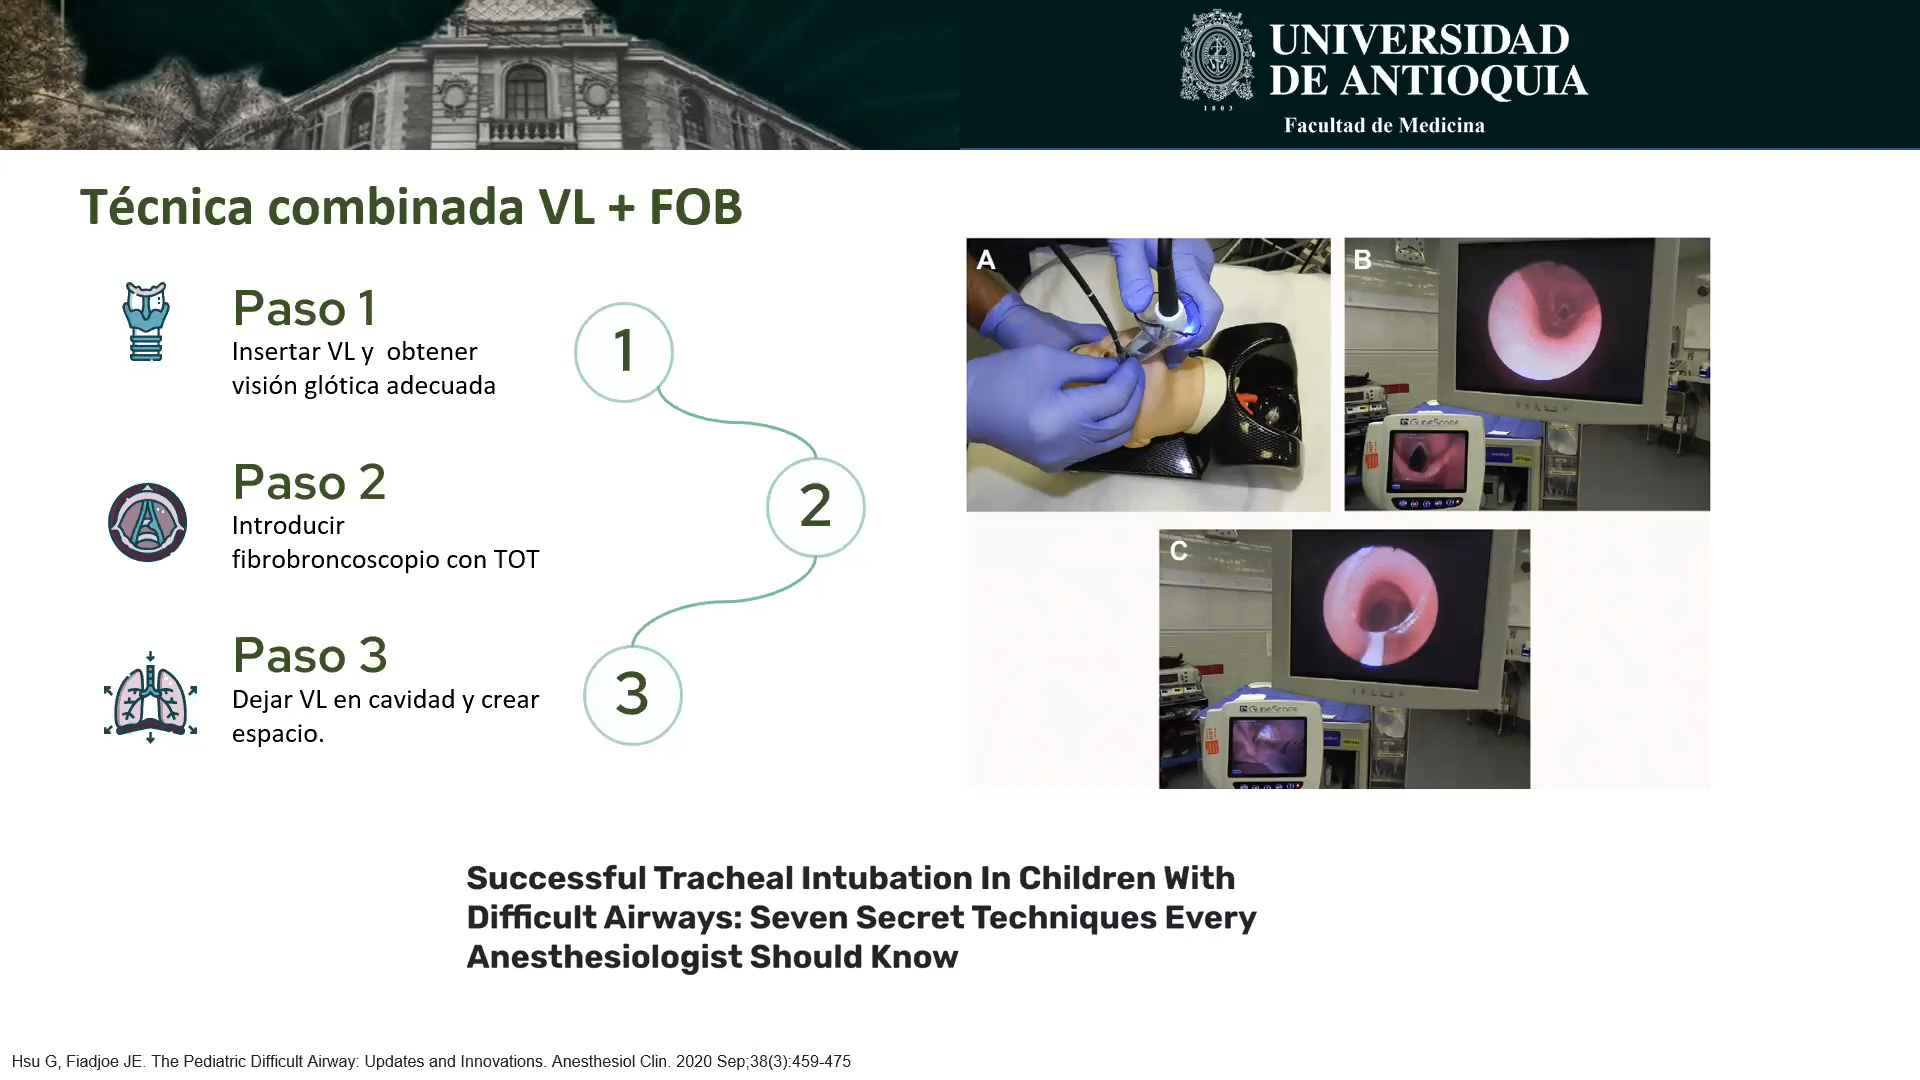 UNIVERSIDAD
DE ANTIOQUIA
1803
Facultad de Medicina
Técnica combinada VL + FOB
Paso 1
Insertar VL y obtener
visión glótica adecuada
1
Paso 2
Introducir
fibrobroncoscopio con TOT
2
Paso 3
Dejar VL en cavidad y crear
espacio.
3
A
B
GLIDESCOPE
C
GLIDESCOPE
Successful Tracheal Intubation In Children With
Difficult Airways: Seven Secret Techniques Every
Anesthesiologist Should Know
Hsu G, Fiadjoe JE. The Pediatric Difficult Airway: Updates and Innovations. Anesthesiol Clin. 2020 Sep;38(3):459-475